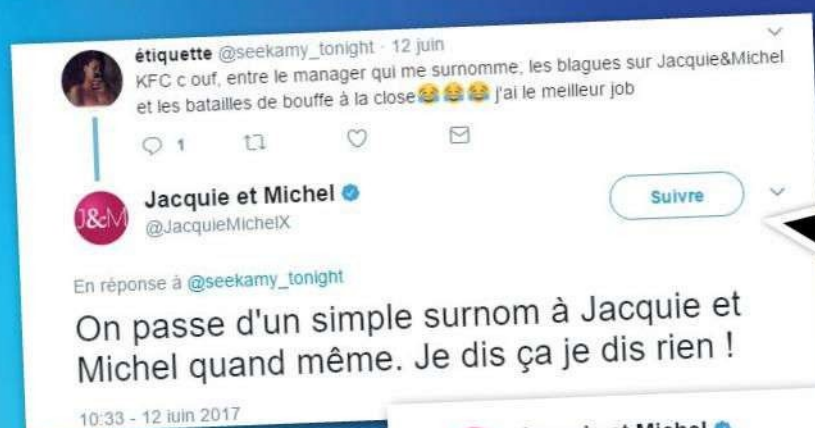 étiquette @seekamy_tonight · 12 juin
KFC c ouf, entre le manager qui me surnomme, les blagues sur Jacquie&Michel
et les batailles de bouffe à la close😂😂😂 j'ai le meilleur job
1
J&M
Jacquie et Michel
@JacquieMichelX
Suivre
En réponse à @seekamy_tonight
On passe d'un simple surnom à Jacquie et
Michel quand même. Je dis ça je dis rien !
10:33 - 12 juin 2017
et Michel